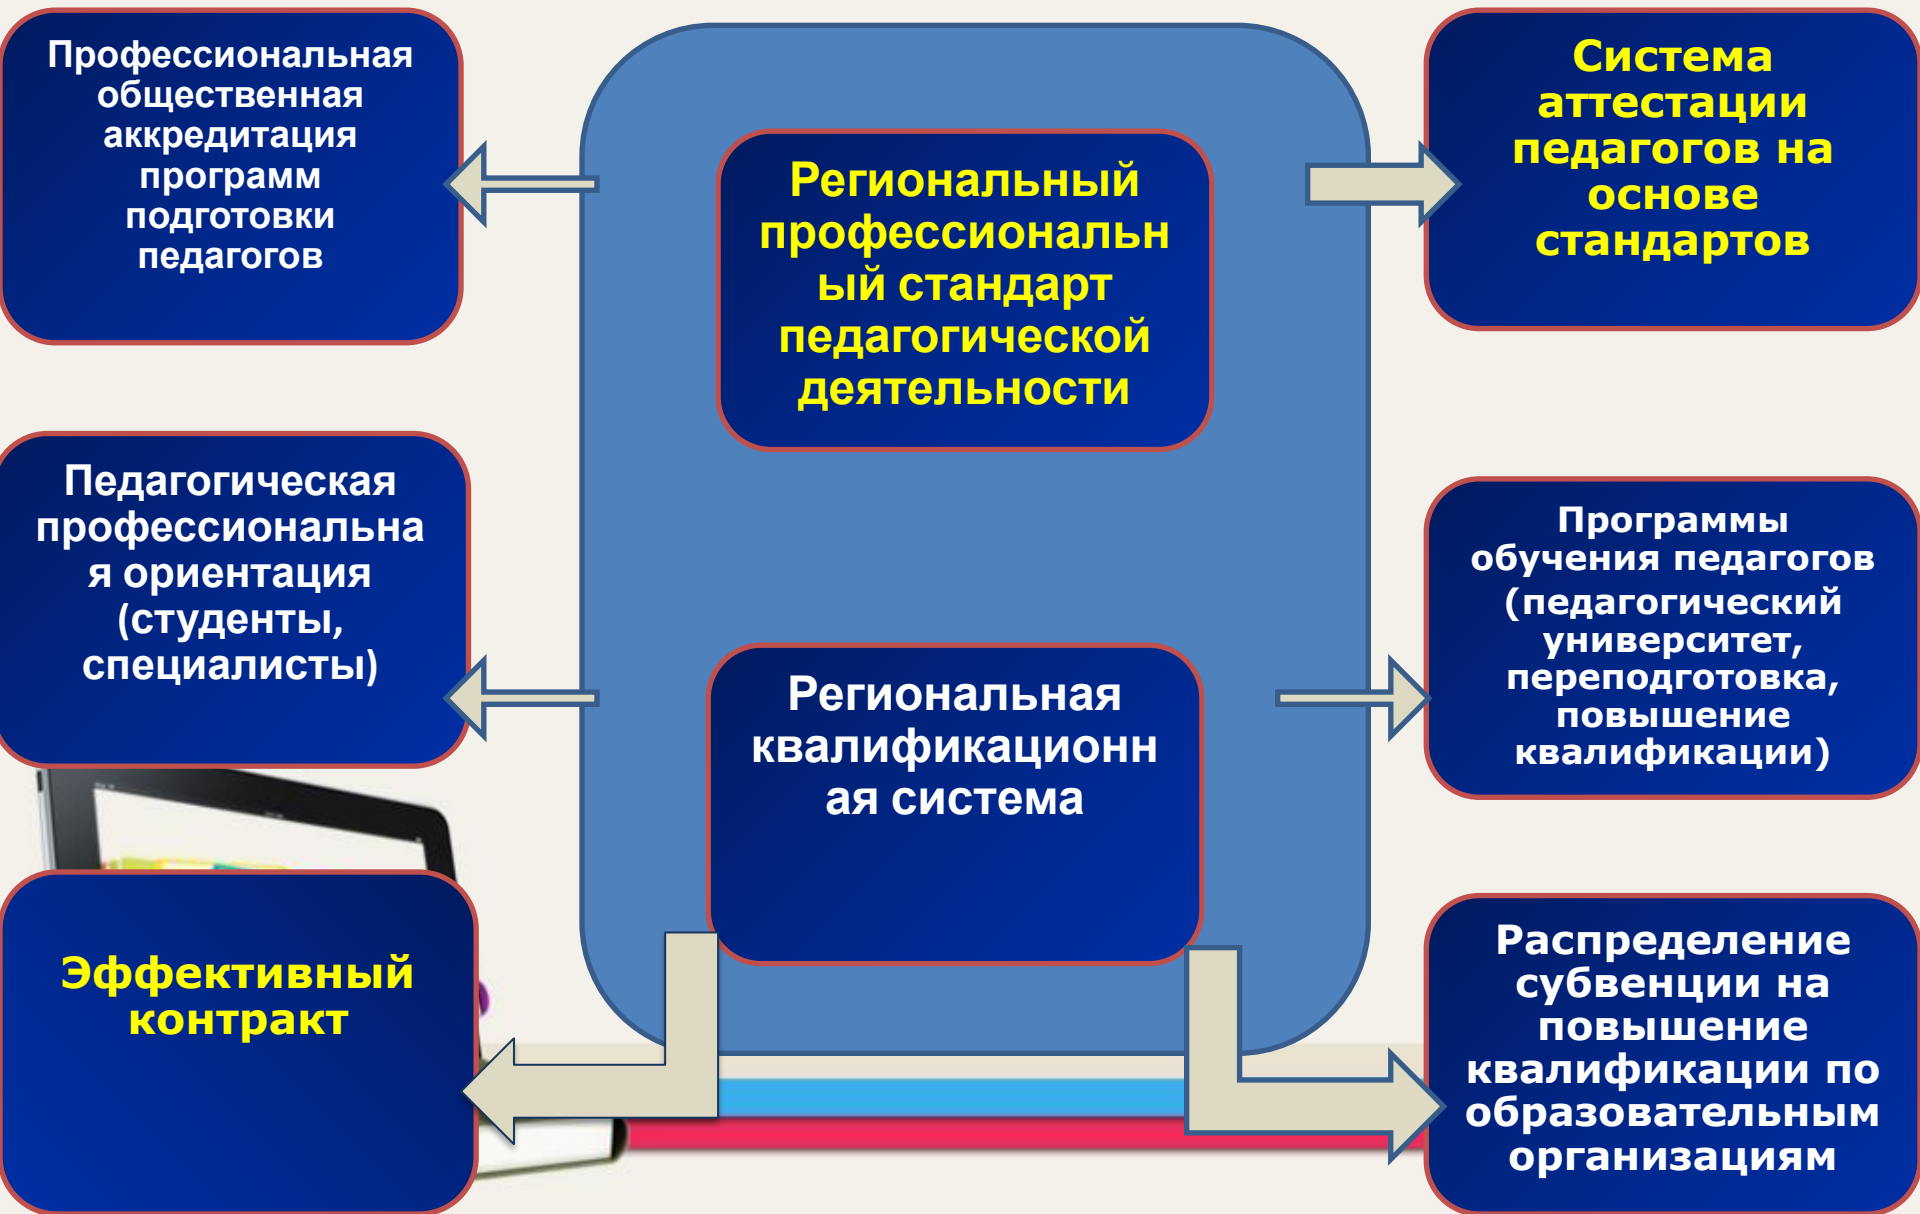 Профессиональная
общественная
аккредитация
программ
подготовки
педагогов
Региональный
профессиональн
ый стандарт
педагогической
деятельности
Система
аттестации
педагогов на
основе
стандартов
Педагогическая
профессиональна
я ориентация
(студенты,
специалисты)
Региональная
квалификационн
ая система
Программы
обучения педагогов
(педагогический
университет,
переподготовка,
повышение
квалификации)
Эффективный
контракт
Распределение
субвенции на
повышение
квалификации по
образовательным
организациям